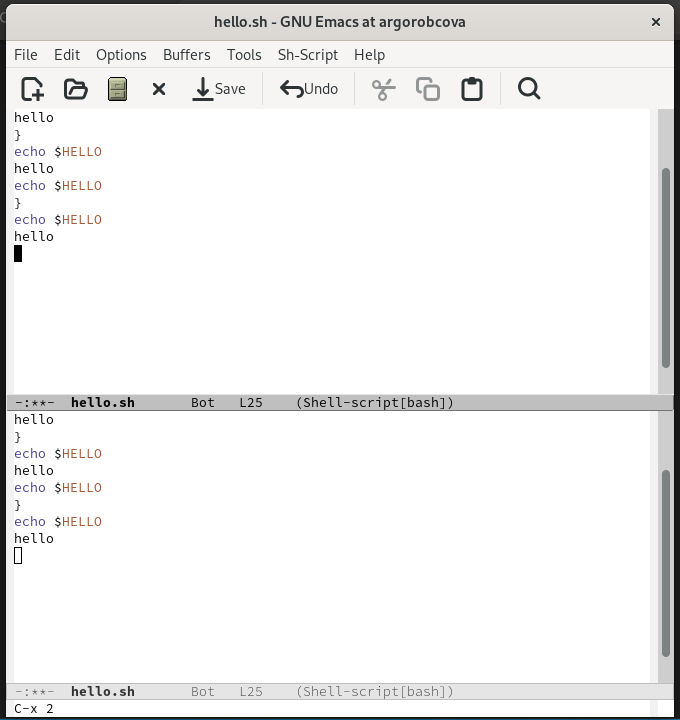 hello.sh - GNU Emacs at argorobcova
File Edit Options Buffers Tools Sh-Script Help
Save Undo
hello
}
echo $HELLO
hello
echo $HELLO
}
echo $HELLO
hello
-:**- hello.sh Bot L25 (Shell-script[bash])
hello
}
echo $HELLO
hello
echo $HELLO
}
echo $HELLO
hello
-:**- hello.sh Bot L25 (Shell-script[bash])
C-x 2